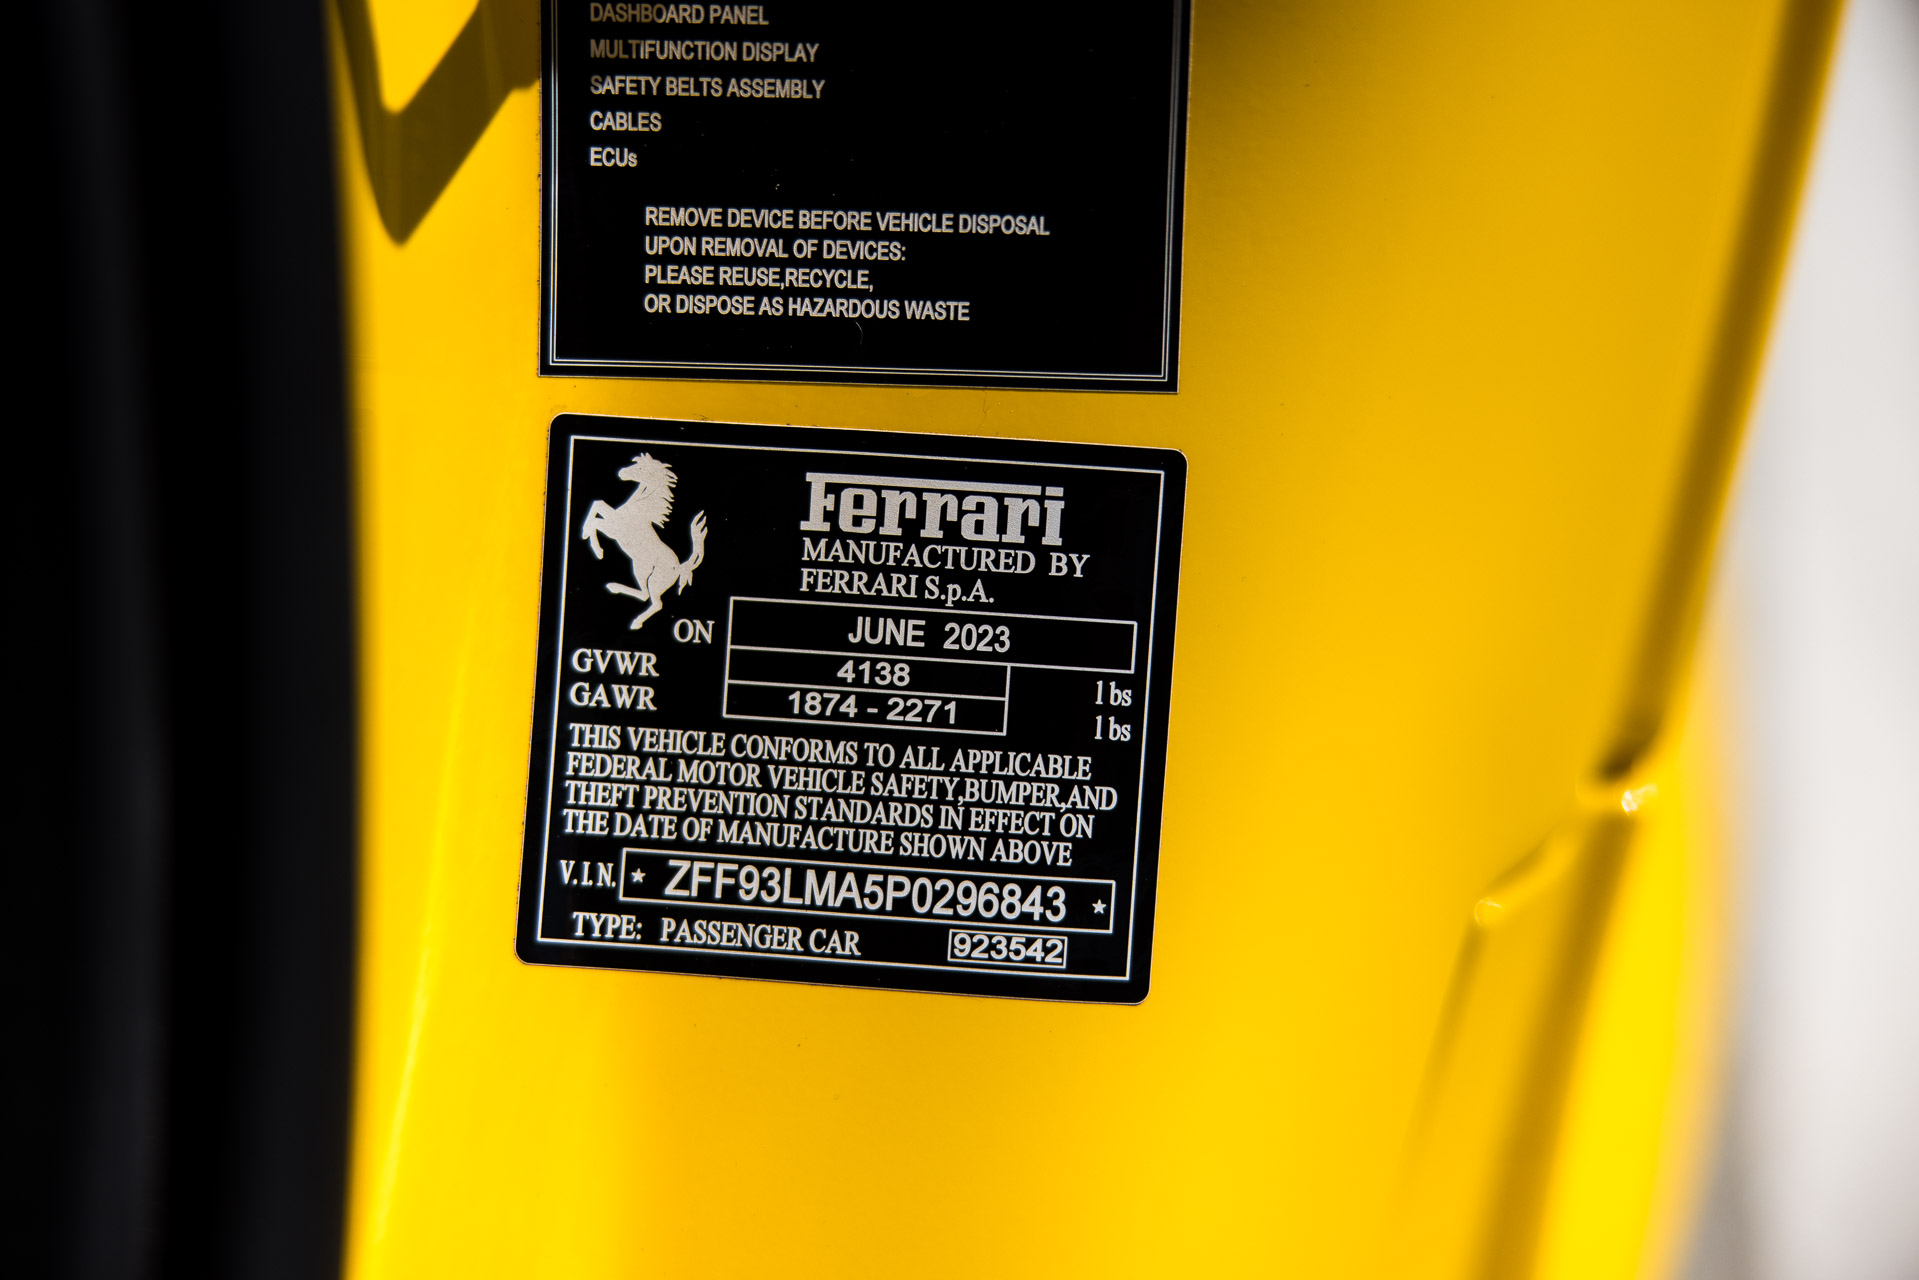 DASHBOARD PANEL
MULTIFUNCTION DISPLAY
SAFETY BELTS ASSEMBLY
CABLES
ECUs
REMOVE DEVICE BEFORE VEHICLE DISPOSAL
UPON REMOVAL OF DEVICES:
PLEASE REUSE,RECYCLE,
OR DISPOSE AS HAZARDOUS WASTE
Ferrari
MANUFACTURED BY
FERRARI S.p.A.
ON JUNE 2023
GVWR 4138 lbs
GAWR 1874 - 2271 lbs
THIS VEHICLE CONFORMS TO ALL APPLICABLE
FEDERAL MOTOR VEHICLE SAFETY,BUMPER,AND
THEFT PREVENTION STANDARDS IN EFFECT ON
THE DATE OF MANUFACTURE SHOWN ABOVE
V.I.N. ★ ZFF93LMA5P0296843 ★
TYPE: PASSENGER CAR 923542